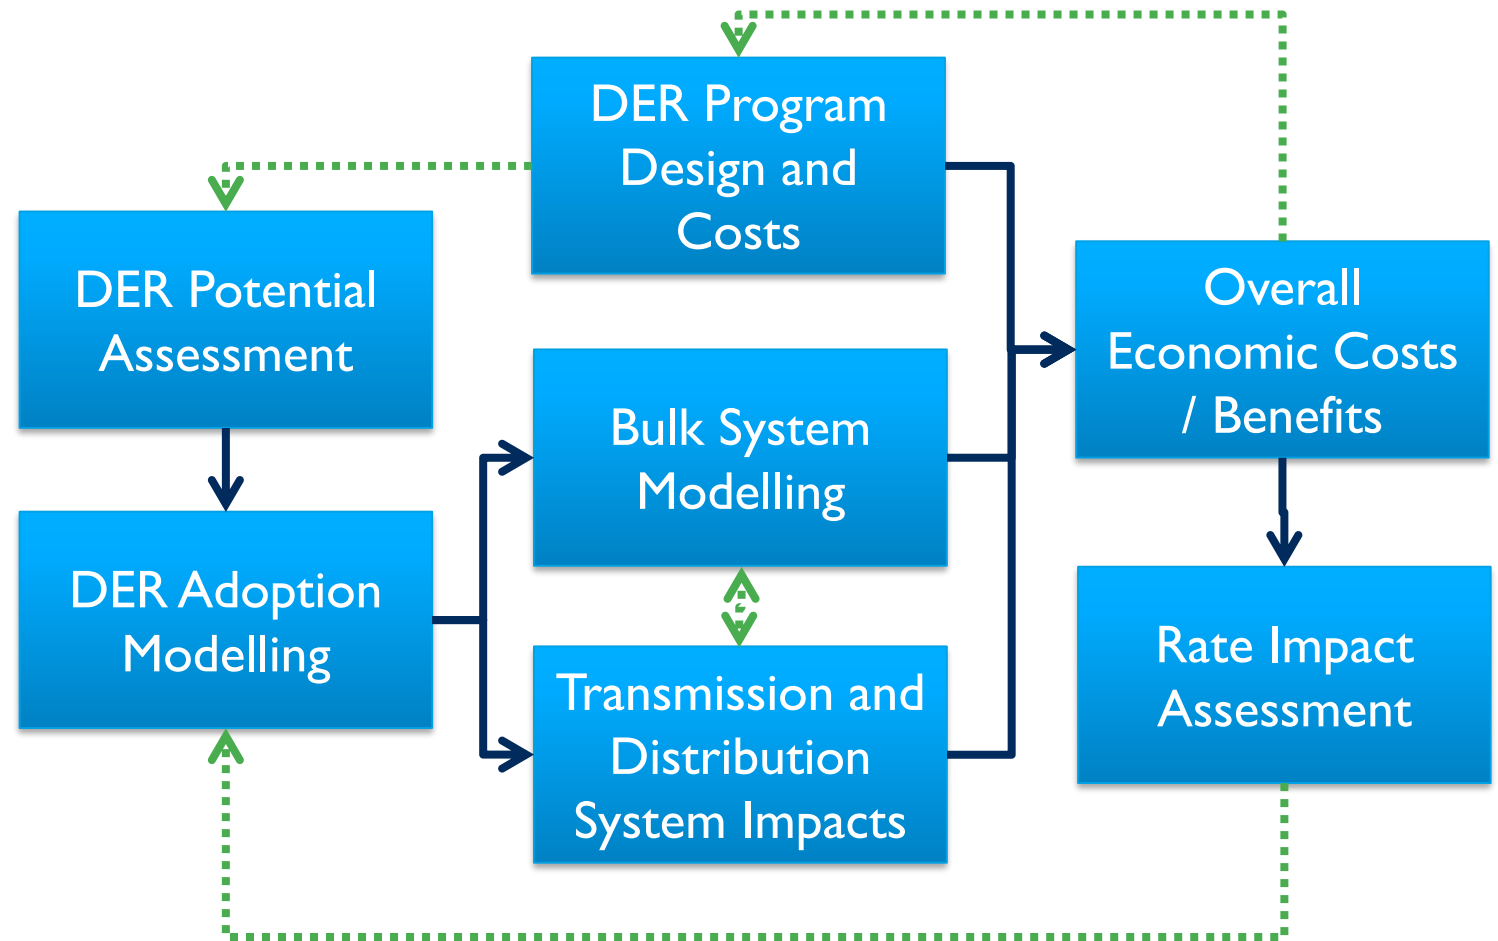 DER Program
Design and
Costs
DER Potential
Assessment
Overall
Economic Costs
/ Benefits
Bulk System
Modelling
DER Adoption
Modelling
Transmission and
Distribution
System Impacts
Rate Impact
Assessment